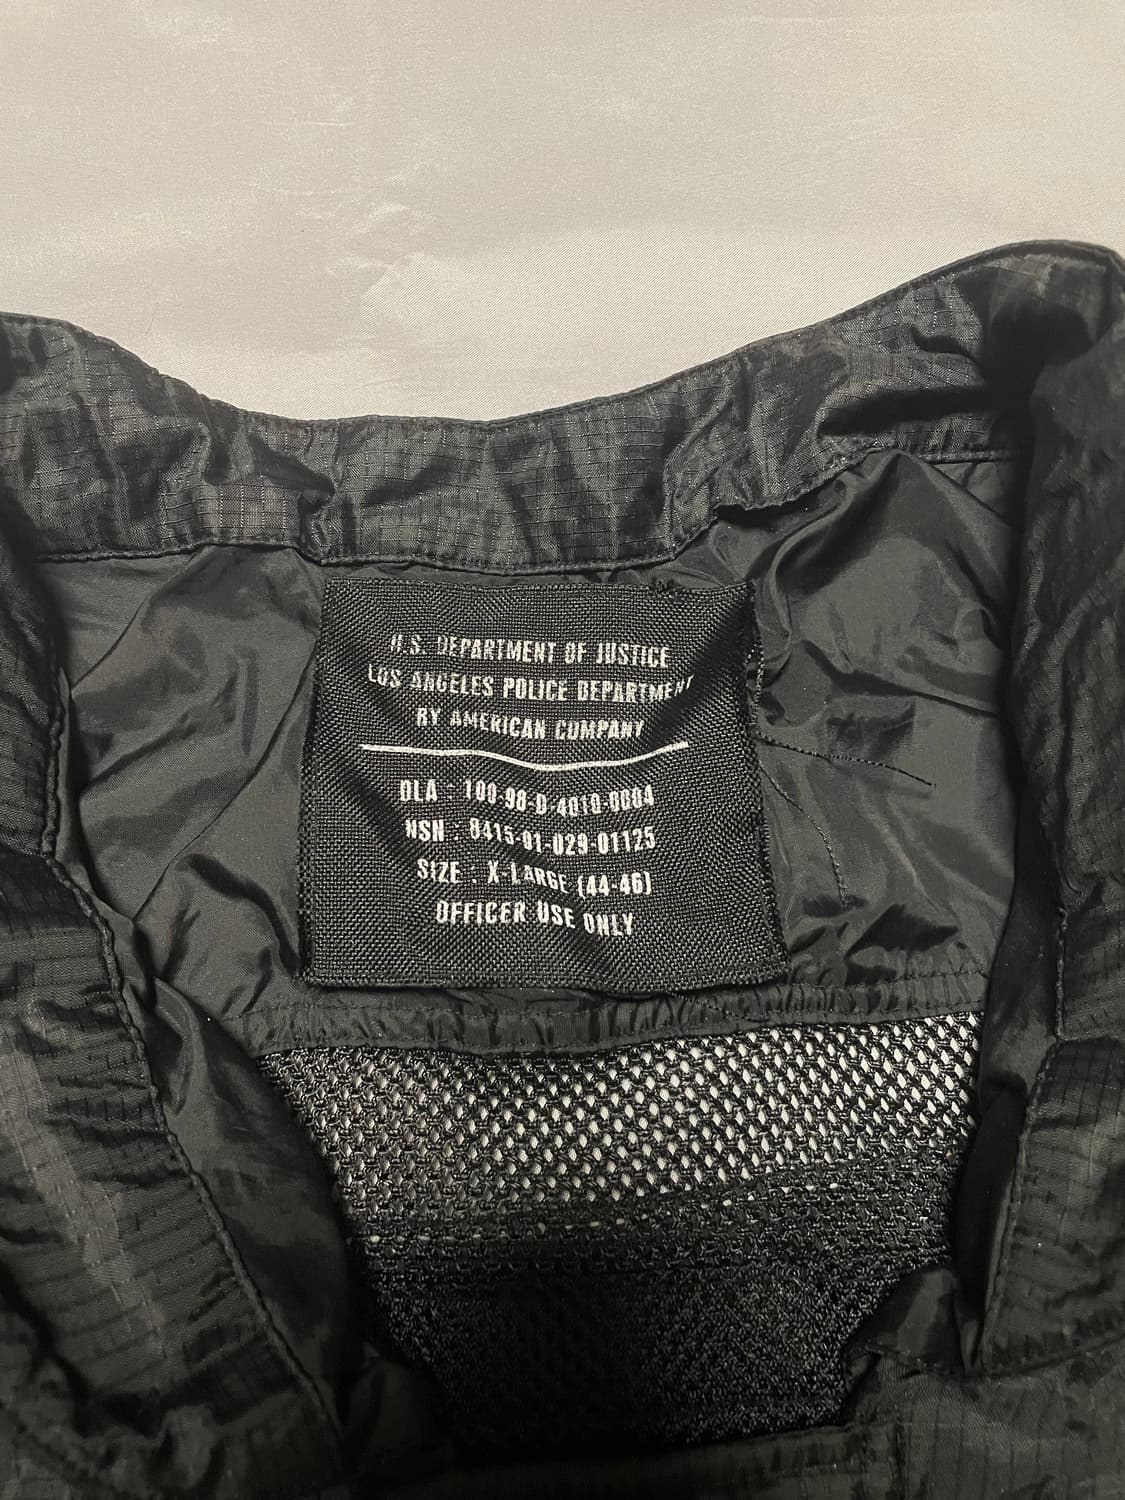 U.S. DEPARTMENT OF JUSTICE
LOS ANGELES POLICE DEPARTMENT
BY AMERICAN COMPANY
DLA - 100-98-D-4010-0004
NSN : 8415-01-029-01125
SIZE : X-LARGE (44-46)
OFFICER USE ONLY